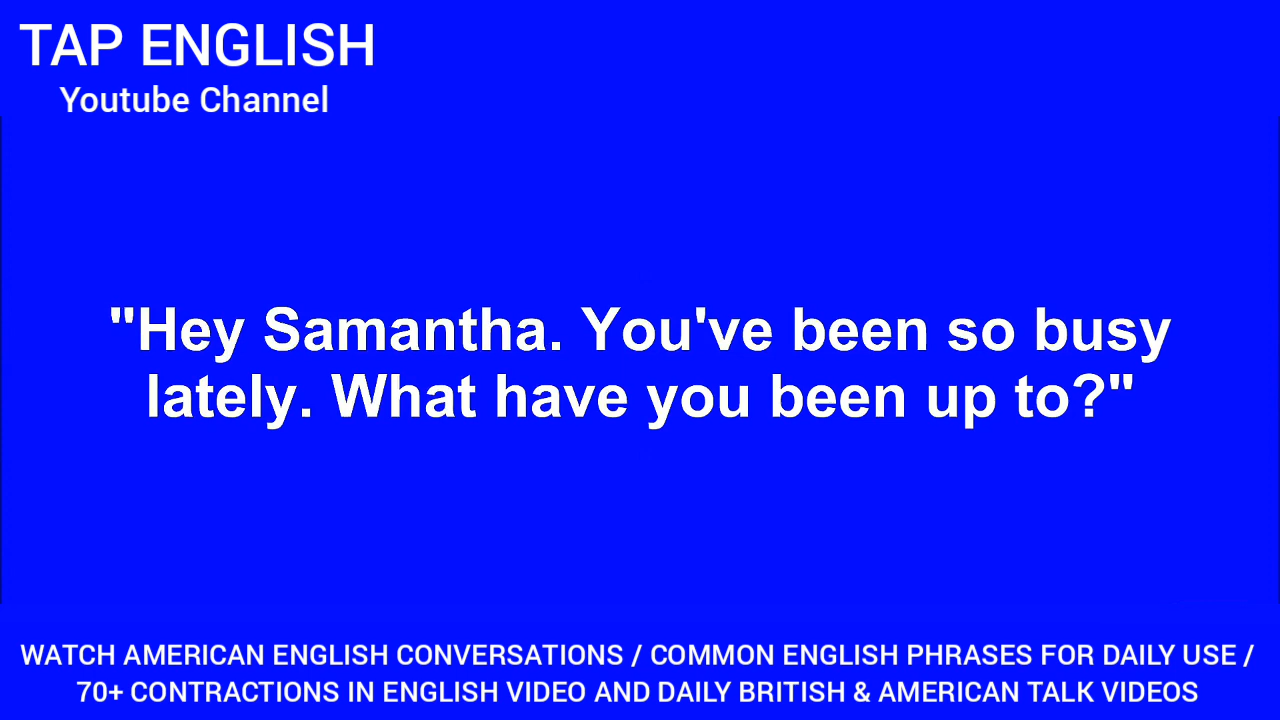 TAP ENGLISH
Youtube Channel
"Hey Samantha. You've been so busy
lately. What have you been up to?"
WATCH AMERICAN ENGLISH CONVERSATIONS / COMMON ENGLISH PHRASES FOR DAILY USE /
70+ CONTRACTIONS IN ENGLISH VIDEO AND DAILY BRITISH & AMERICAN TALK VIDEOS